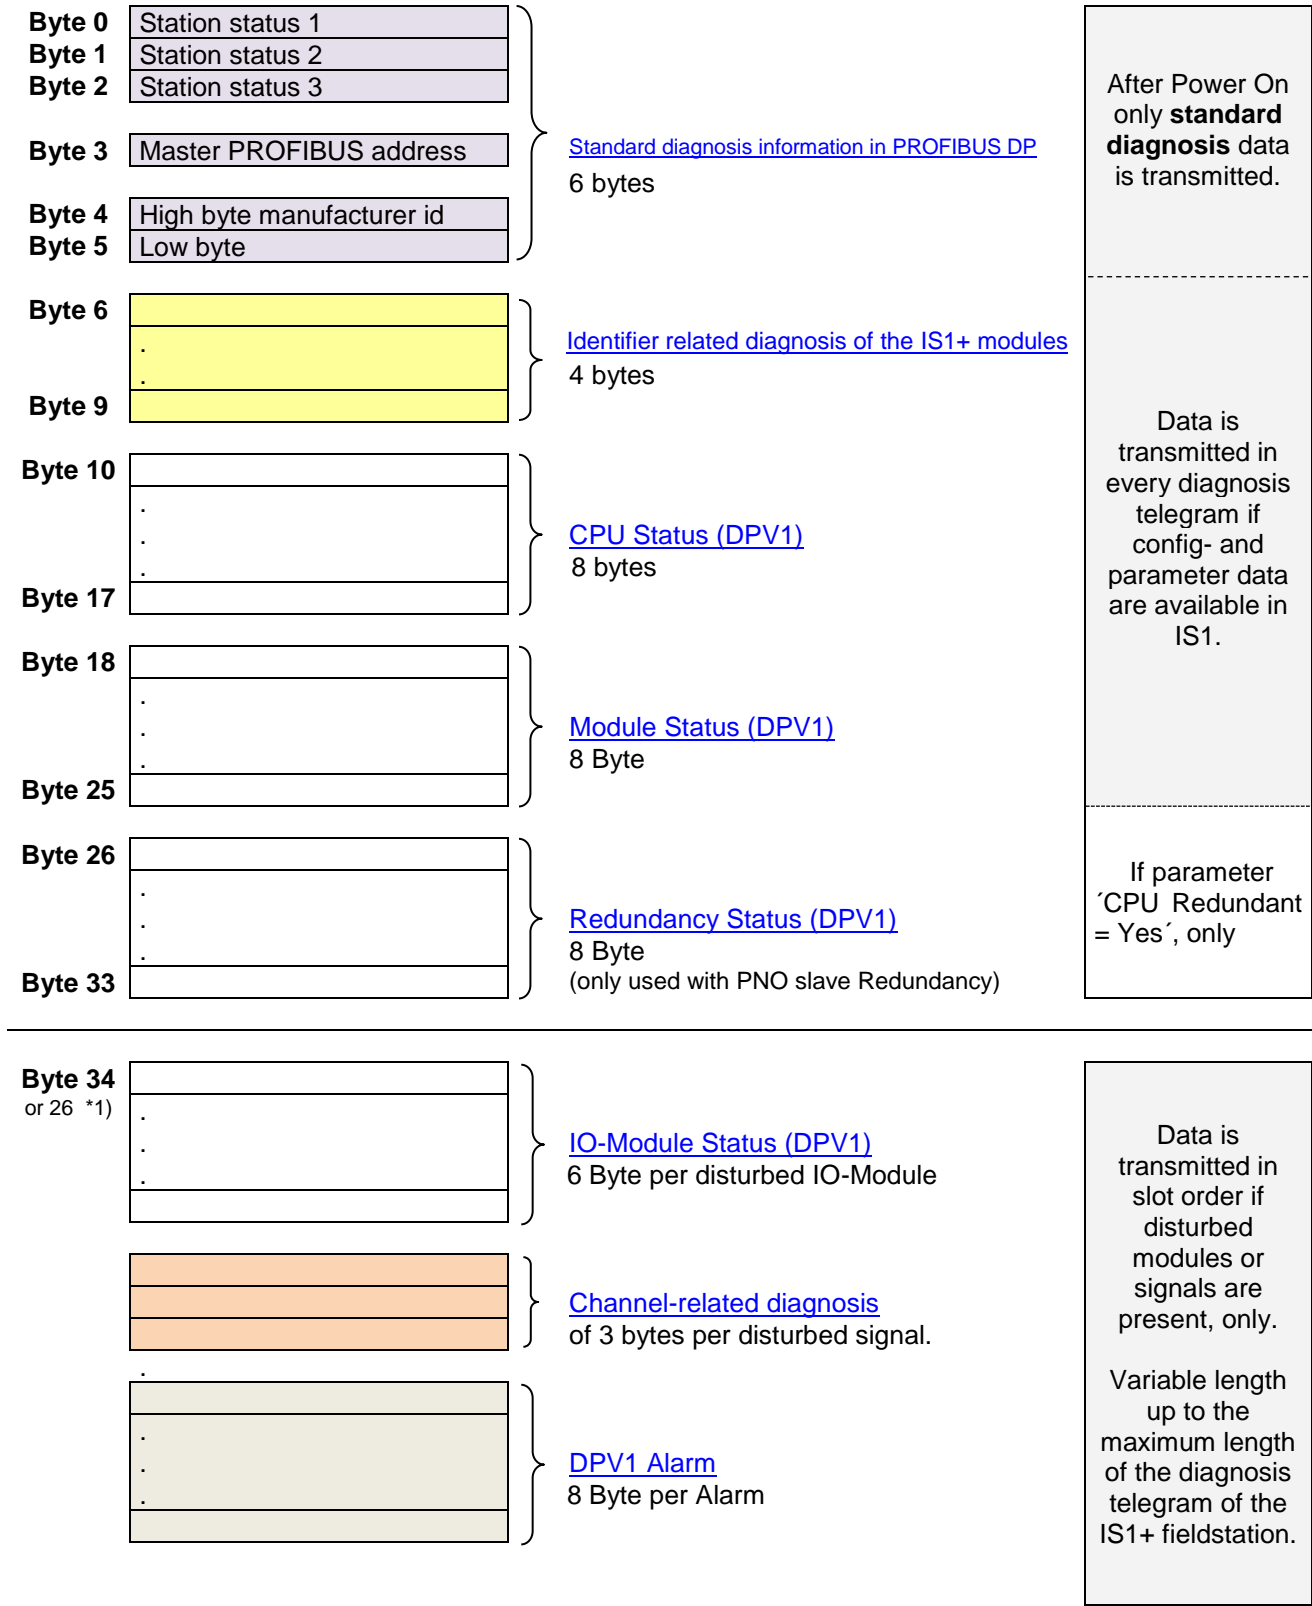 Byte 0 Station status 1
Byte 1 Station status 2
Byte 2 Station status 3
Byte 3 Master PROFIBUS address
Byte 4 High byte manufacturer id
Byte 5 Low byte
Standard diagnosis information in PROFIBUS DP
6 bytes
After Power On
only standard
diagnosis data
is transmitted.
Byte 6
.
.
Byte 9
Identifier related diagnosis of the IS1+ modules
4 bytes
Byte 10
.
.
.
Byte 17
CPU Status (DPV1)
8 bytes
Byte 18
.
.
.
Byte 25
Module Status (DPV1)
8 Byte
Data is
transmitted in
every diagnosis
telegram if
config- and
parameter data
are available in
IS1.
Byte 26
.
.
.
Byte 33
Redundancy Status (DPV1)
8 Byte
(only used with PNO slave Redundancy)
If parameter
´CPU Redundant
= Yes´, only
Byte 34
or 26 *1)
.
.
.
IO-Module Status (DPV1)
6 Byte per disturbed IO-Module
Channel-related diagnosis
of 3 bytes per disturbed signal.
.
.
.
.
DPV1 Alarm
8 Byte per Alarm
Data is
transmitted in
slot order if
disturbed
modules or
signals are
present, only.
Variable length
up to the
maximum length
of the diagnosis
telegram of the
IS1+ fieldstation.